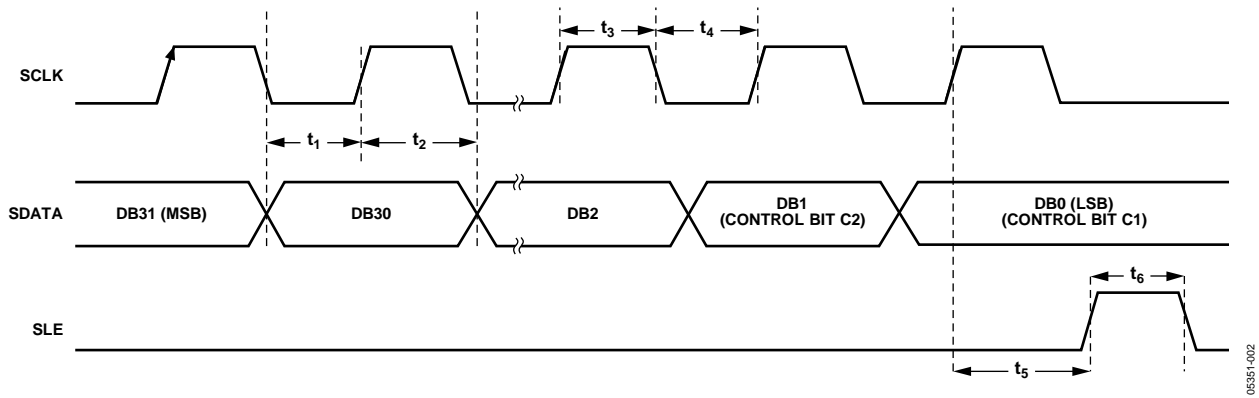 t3
t4
SCLK
t1
t2
SDATA
DB31 (MSB)
DB30
DB2
DB1
(CONTROL BIT C2)
DB0 (LSB)
(CONTROL BIT C1)
t6
SLE
t5
05351-002